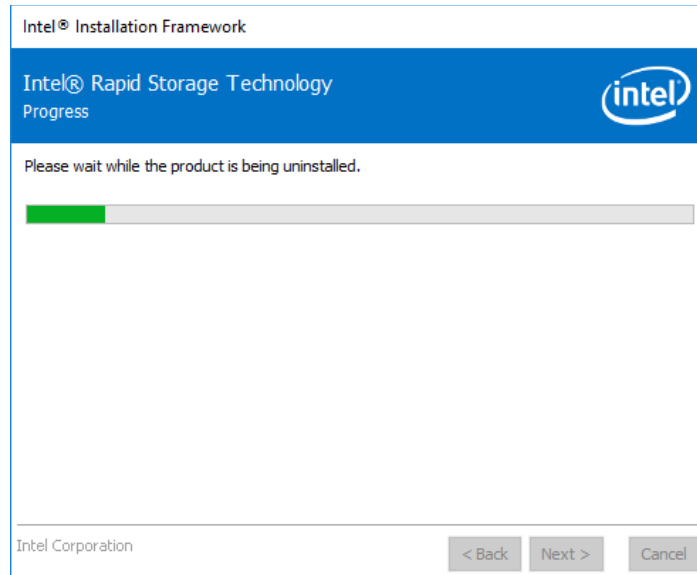 Intel® Installation Framework
Intel® Rapid Storage Technology
Progress
intel
Please wait while the product is being uninstalled.
Intel Corporation
< Back Next > Cancel